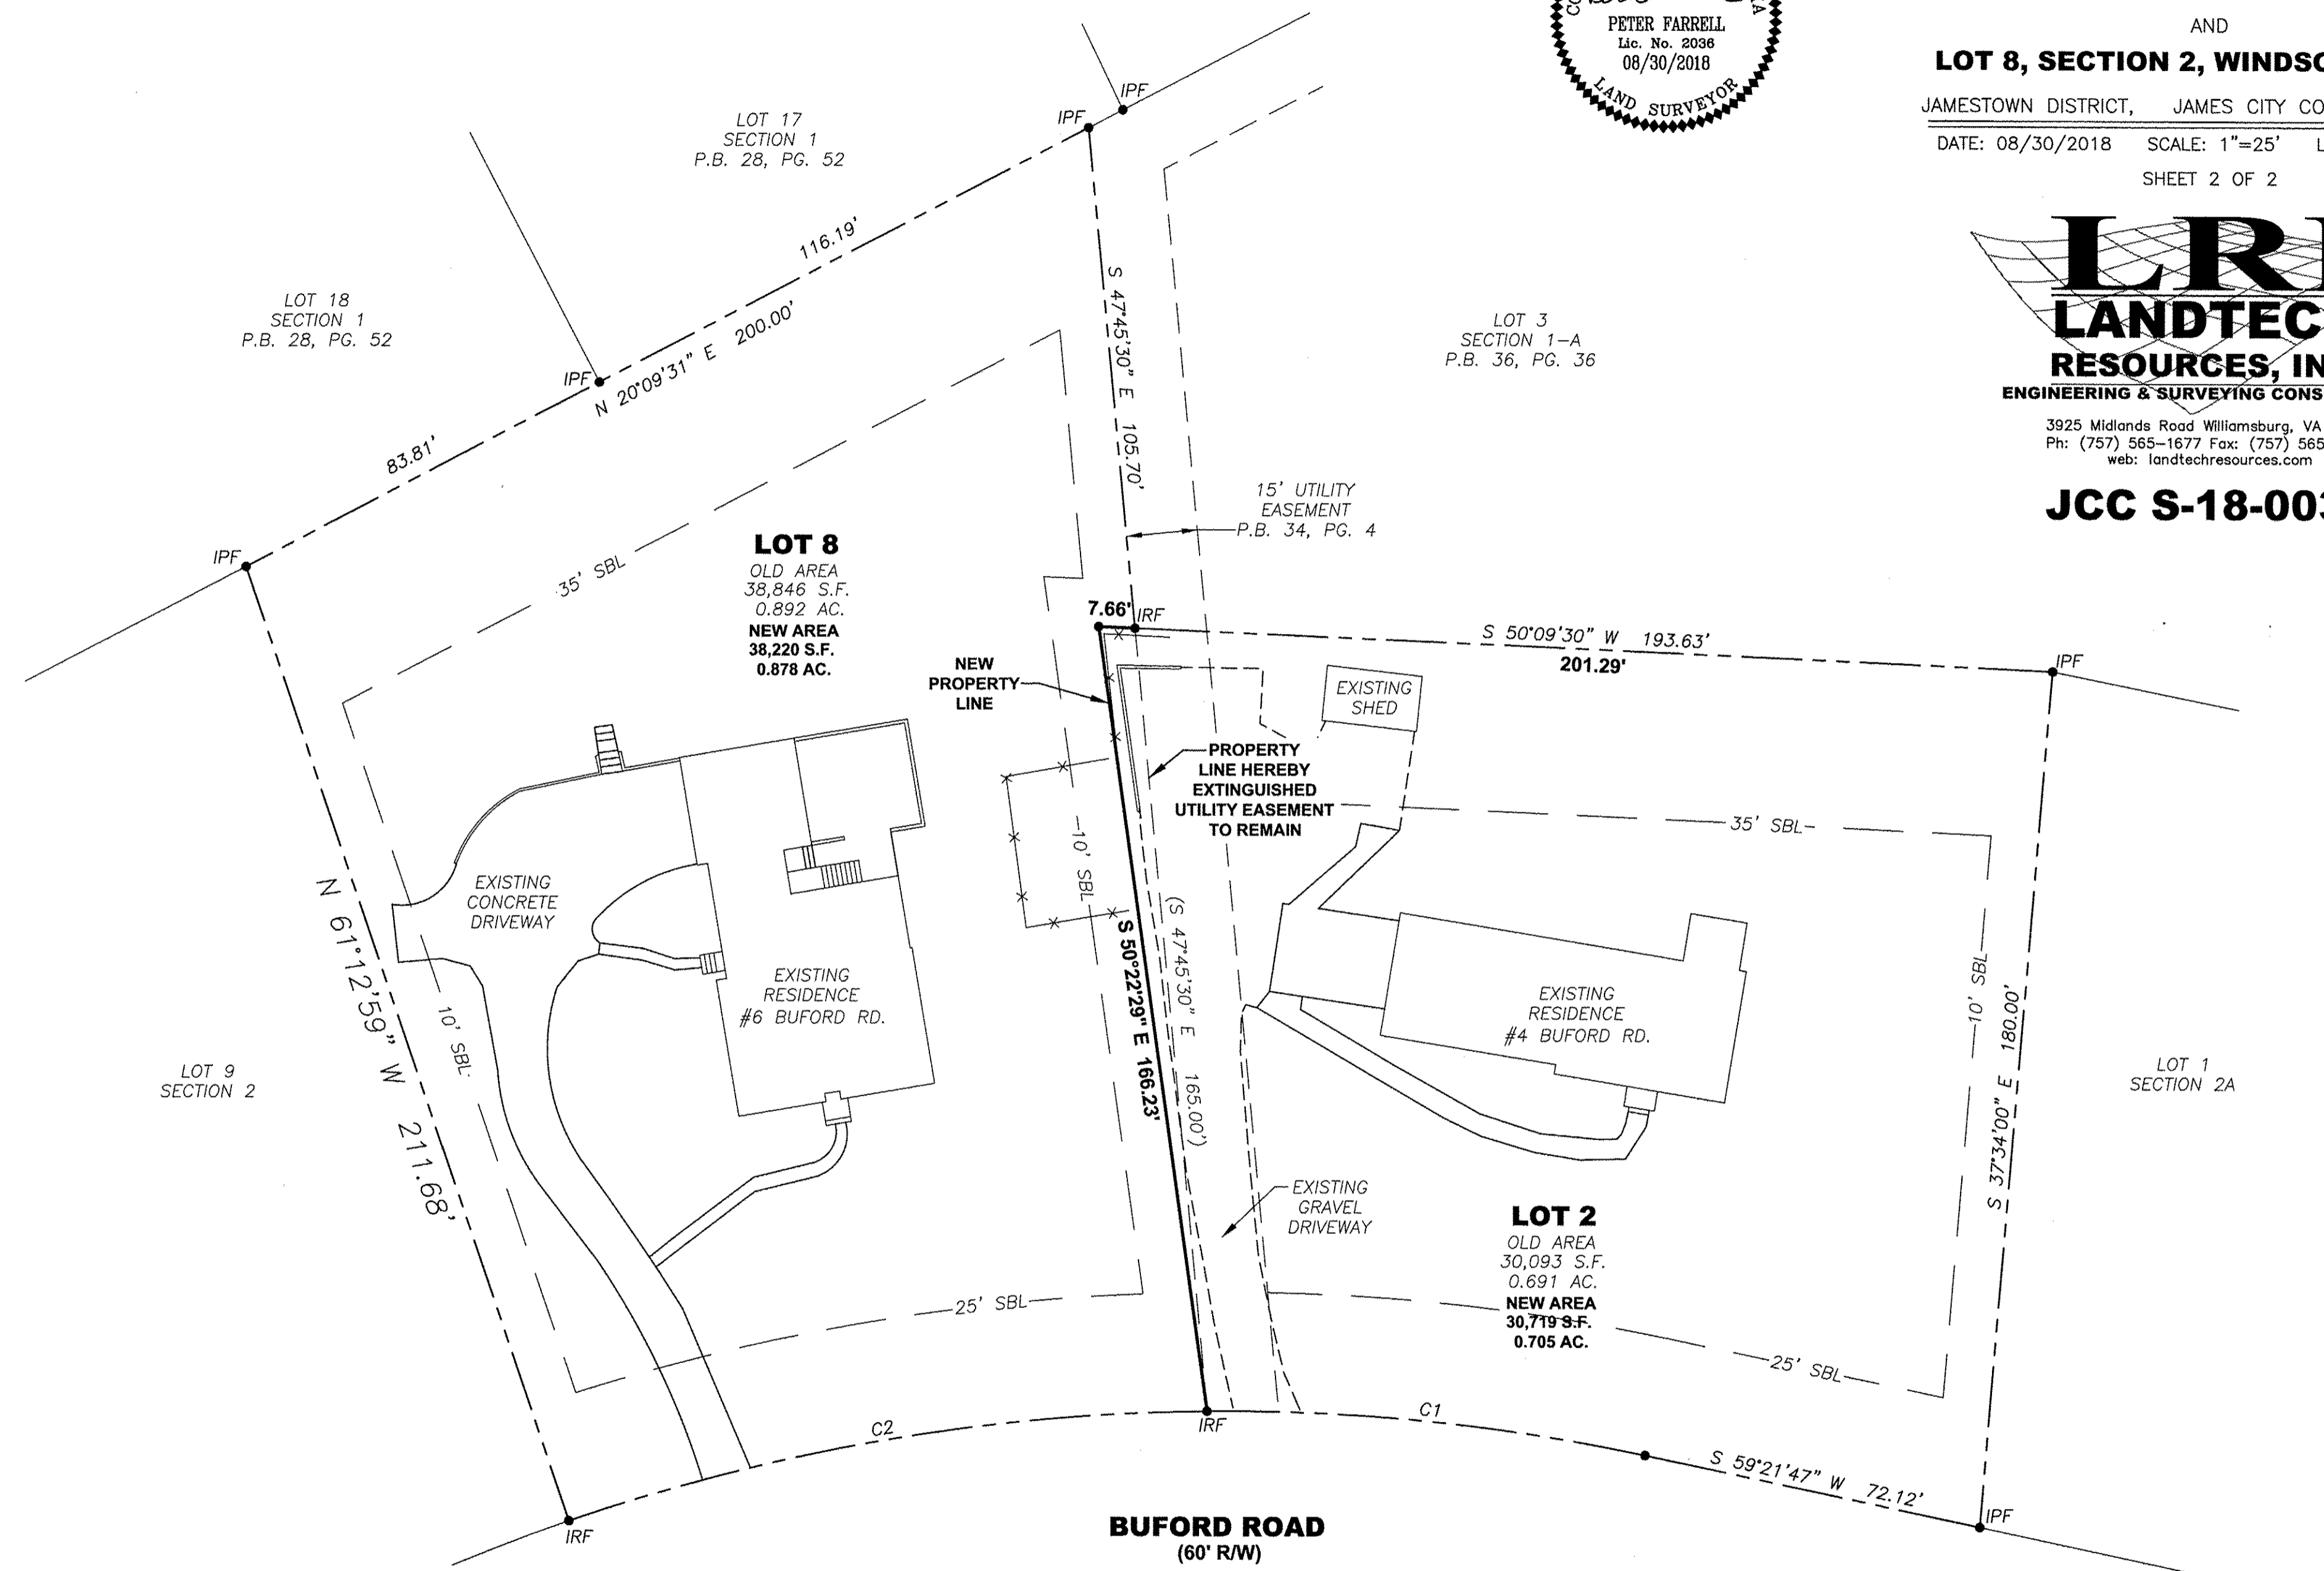 PETER FARRELL
Lic. No. 2036
08/30/2018
LAND SURVEYOR
AND
LOT 8, SECTION 2,
JAMESTOWN DISTRICT, JAMES CITY
DATE: 08/30/2018 SCALE: 1"=25'
SHEET 2 OF 2
RESOURCES,
ENGINEERING & SURVEYING
3925 Midlands Road Williamsburg, VA
Ph: (757) 565-1677 Fax: (757) 565
web: landtechresources.com
JCC S-18-003
IPF
IPF
LOT 17
SECTION 1
P.B. 28, PG. 52
116.19'
LOT 18
SECTION 1
P.B. 28, PG. 52
IPF
N 20°09'31" E 200.00'
83.81'
IPF
S 47°45'30" E 105.70'
LOT 3
SECTION 1-A
P.B. 36, PG. 36
15' UTILITY
EASEMENT
P.B. 34, PG. 4
35' SBL
LOT 8
OLD AREA
38,846 S.F.
0.892 AC.
NEW AREA
38,220 S.F.
0.878 AC.
7.66'
IRF
S 50°09'30" W 193.63'
201.29'
IPF
NEW
PROPERTY
LINE
EXISTING
SHED
PROPERTY
LINE HEREBY
EXTINGUISHED
UTILITY EASEMENT
TO REMAIN
35' SBL
10' SBL
EXISTING
CONCRETE
DRIVEWAY
N 61°12'59" W 211.68'
10' SBL
EXISTING
RESIDENCE
#6 BUFORD RD.
S 50°22'29" E 166.23'
(S 47°45'30" E 165.00')
EXISTING
RESIDENCE
#4 BUFORD RD.
10' SBL
S 37°34'00" E 180.00'
LOT 9
SECTION 2
LOT 1
SECTION 2A
EXISTING
GRAVEL
DRIVEWAY
LOT 2
OLD AREA
30,093 S.F.
0.691 AC.
NEW AREA
30,719 S.F.
0.705 AC.
25' SBL
25' SBL
C2
IRF
C1
S 59°21'47" W 72.12'
IPF
IRF
BUFORD ROAD
(60' R/W)